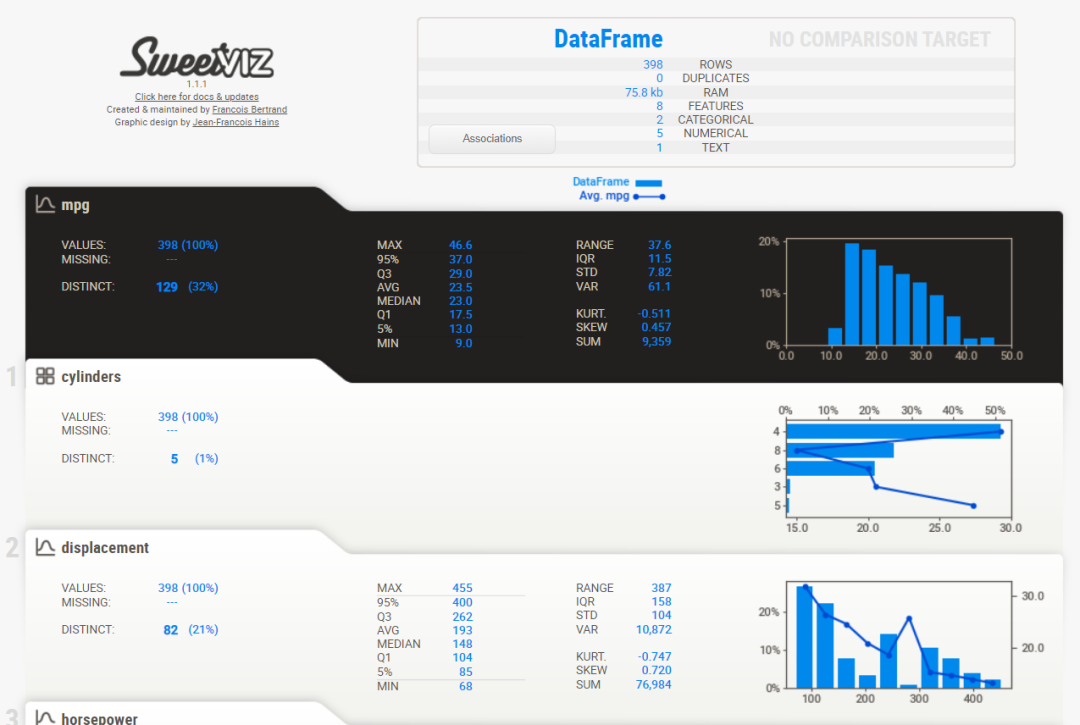 SweetVIZ
1.1.1
Click here for docs & updates
Created & maintained by Francois Bertrand
Graphic design by Jean-Francois Hains
DataFrame NO COMPARISON TARGET
398 ROWS
0 DUPLICATES
75.8 kb RAM
8 FEATURES
2 CATEGORICAL
5 NUMERICAL
1 TEXT
Associations
DataFrame
Avg. mpg
mpg
VALUES: 398 (100%)
MISSING: ---
DISTINCT: 129 (32%)
MAX 46.6
95% 37.0
Q3 29.0
AVG 23.5
MEDIAN 23.0
Q1 17.5
5% 13.0
MIN 9.0
RANGE 37.6
IQR 11.5
STD 7.82
VAR 61.1
KURT. -0.511
SKEW 0.457
SUM 9,359
20%
10%
0%
0.0 10.0 20.0 30.0 40.0 50.0
1
cylinders
VALUES: 398 (100%)
MISSING: ---
DISTINCT: 5 (1%)
0% 10% 20% 30% 40% 50%
4
8
6
3
5
15.0 20.0 25.0 30.0
2
displacement
VALUES: 398 (100%)
MISSING: ---
DISTINCT: 82 (21%)
MAX 455
95% 400
Q3 262
AVG 193
MEDIAN 148
Q1 104
5% 85
MIN 68
RANGE 387
IQR 158
STD 104
VAR 10,872
KURT. -0.747
SKEW 0.720
SUM 76,984
20%
10%
0%
30.0
20.0
100 200 300 400
3
horsepower